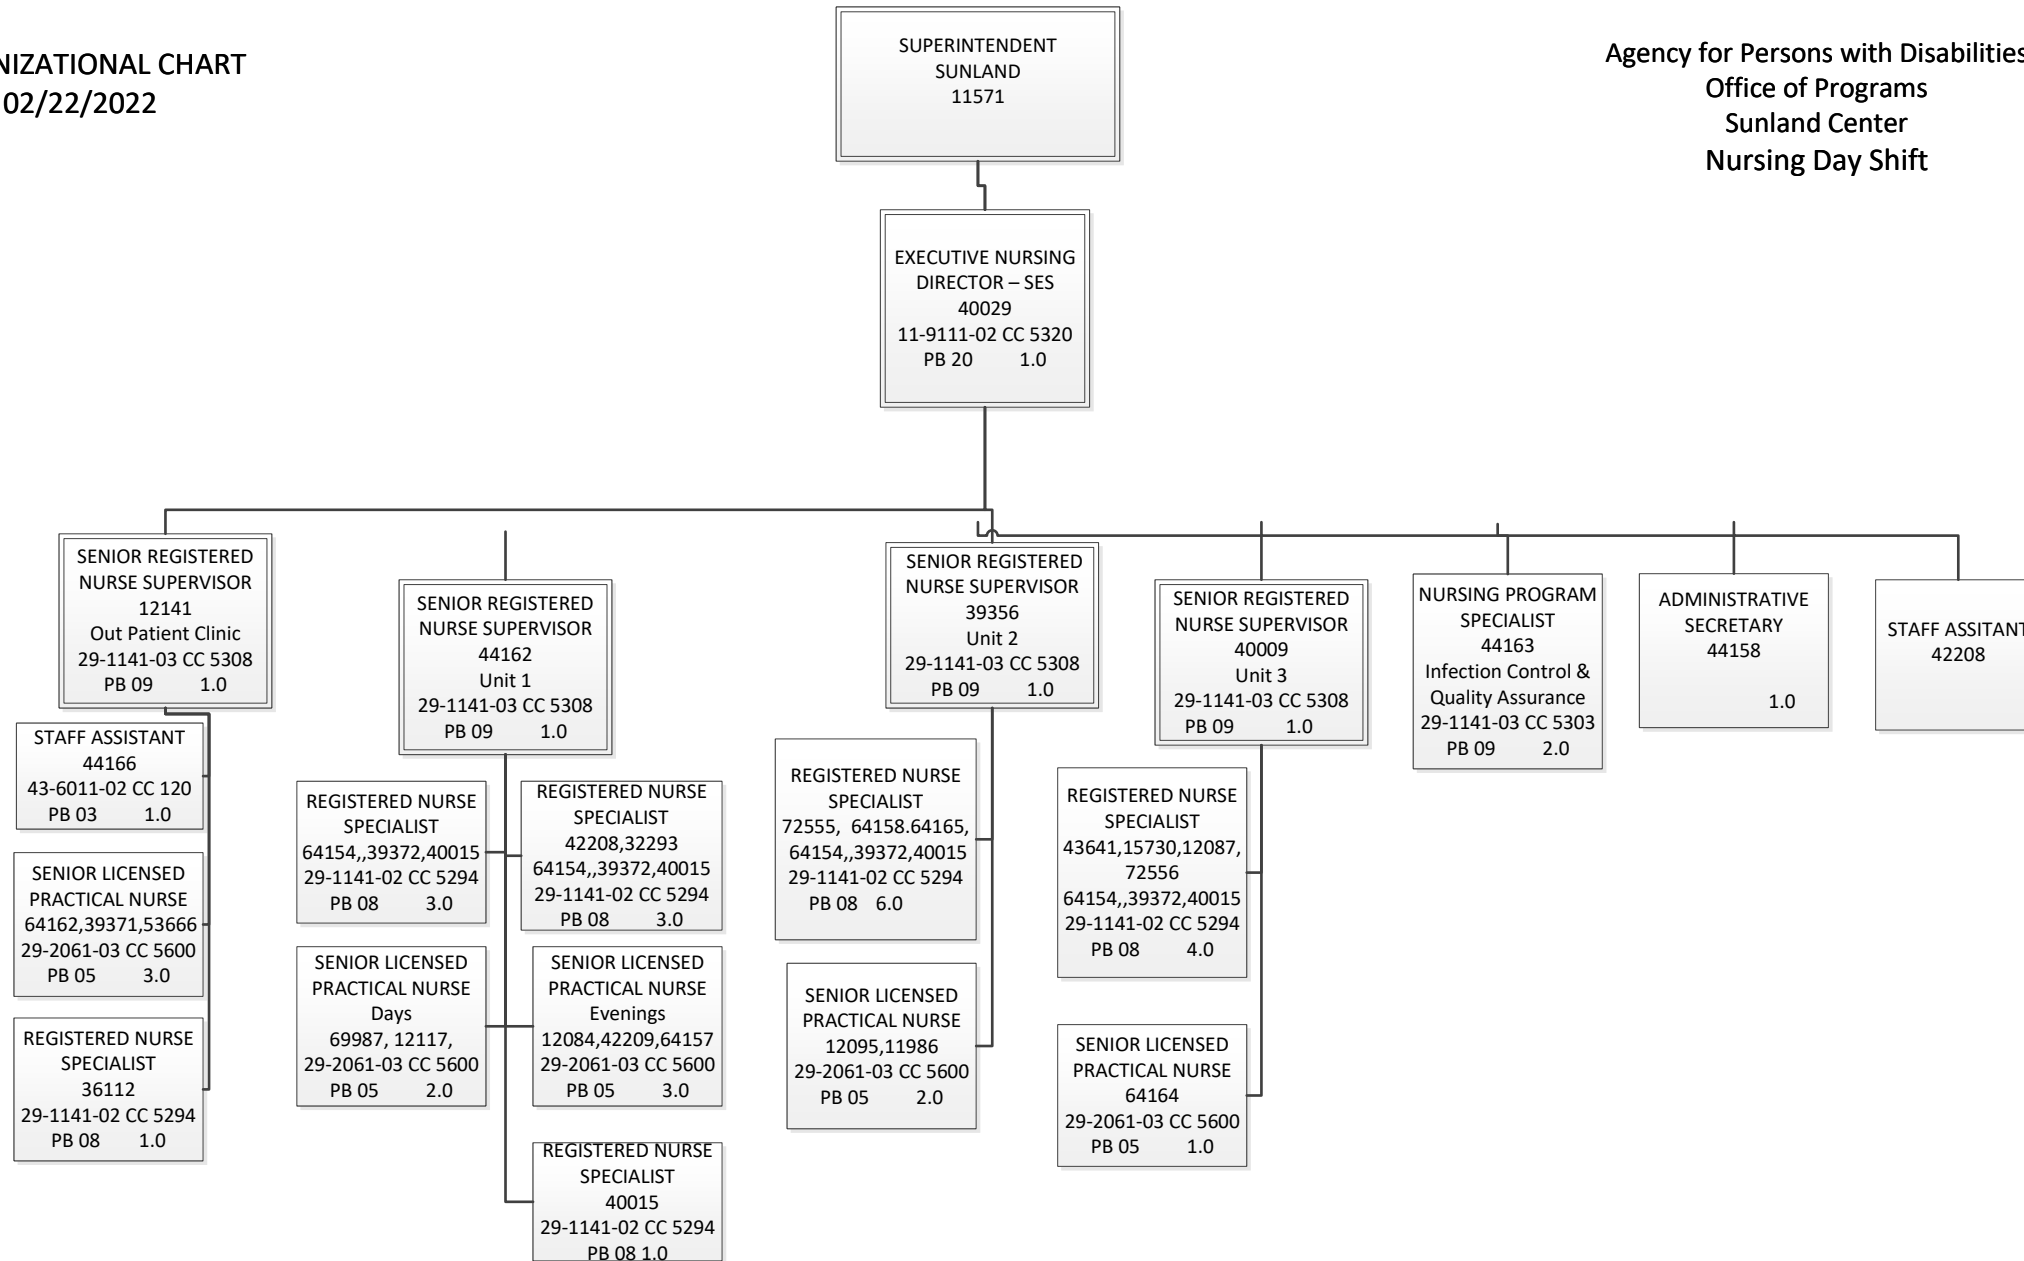 NIZATIONAL CHART
02/22/2022
Agency for Persons with Disabilities
Office of Programs
Sunland Center
Nursing Day Shift
SUPERINTENDENT
SUNLAND
11571
EXECUTIVE NURSING
DIRECTOR – SES
40029
11-9111-02 CC 5320
PB 20 1.0
SENIOR REGISTERED
NURSE SUPERVISOR
12141
Out Patient Clinic
29-1141-03 CC 5308
PB 09 1.0
STAFF ASSISTANT
44166
43-6011-02 CC 120
PB 03 1.0
SENIOR LICENSED
PRACTICAL NURSE
64162,39371,53666
29-2061-03 CC 5600
PB 05 3.0
REGISTERED NURSE
SPECIALIST
36112
29-1141-02 CC 5294
PB 08 1.0
SENIOR REGISTERED
NURSE SUPERVISOR
44162
Unit 1
29-1141-03 CC 5308
PB 09 1.0
REGISTERED NURSE
SPECIALIST
64154,,39372,40015
29-1141-02 CC 5294
PB 08 3.0
REGISTERED NURSE
SPECIALIST
42208,32293
64154,,39372,40015
29-1141-02 CC 5294
PB 08 3.0
SENIOR LICENSED
PRACTICAL NURSE
Days
69987, 12117,
29-2061-03 CC 5600
PB 05 2.0
SENIOR LICENSED
PRACTICAL NURSE
Evenings
12084,42209,64157
29-2061-03 CC 5600
PB 05 3.0
REGISTERED NURSE
SPECIALIST
40015
29-1141-02 CC 5294
PB 08 1.0
SENIOR REGISTERED
NURSE SUPERVISOR
39356
Unit 2
29-1141-03 CC 5308
PB 09 1.0
REGISTERED NURSE
SPECIALIST
72555, 64158.64165,
64154,,39372,40015
29-1141-02 CC 5294
PB 08 6.0
SENIOR LICENSED
PRACTICAL NURSE
12095,11986
29-2061-03 CC 5600
PB 05 2.0
SENIOR REGISTERED
NURSE SUPERVISOR
40009
Unit 3
29-1141-03 CC 5308
PB 09 1.0
REGISTERED NURSE
SPECIALIST
43641,15730,12087,
72556
64154,,39372,40015
29-1141-02 CC 5294
PB 08 4.0
SENIOR LICENSED
PRACTICAL NURSE
64164
29-2061-03 CC 5600
PB 05 1.0
NURSING PROGRAM
SPECIALIST
44163
Infection Control &
Quality Assurance
29-1141-03 CC 5303
PB 09 2.0
ADMINISTRATIVE
SECRETARY
44158
1.0
STAFF ASSITANT
42208